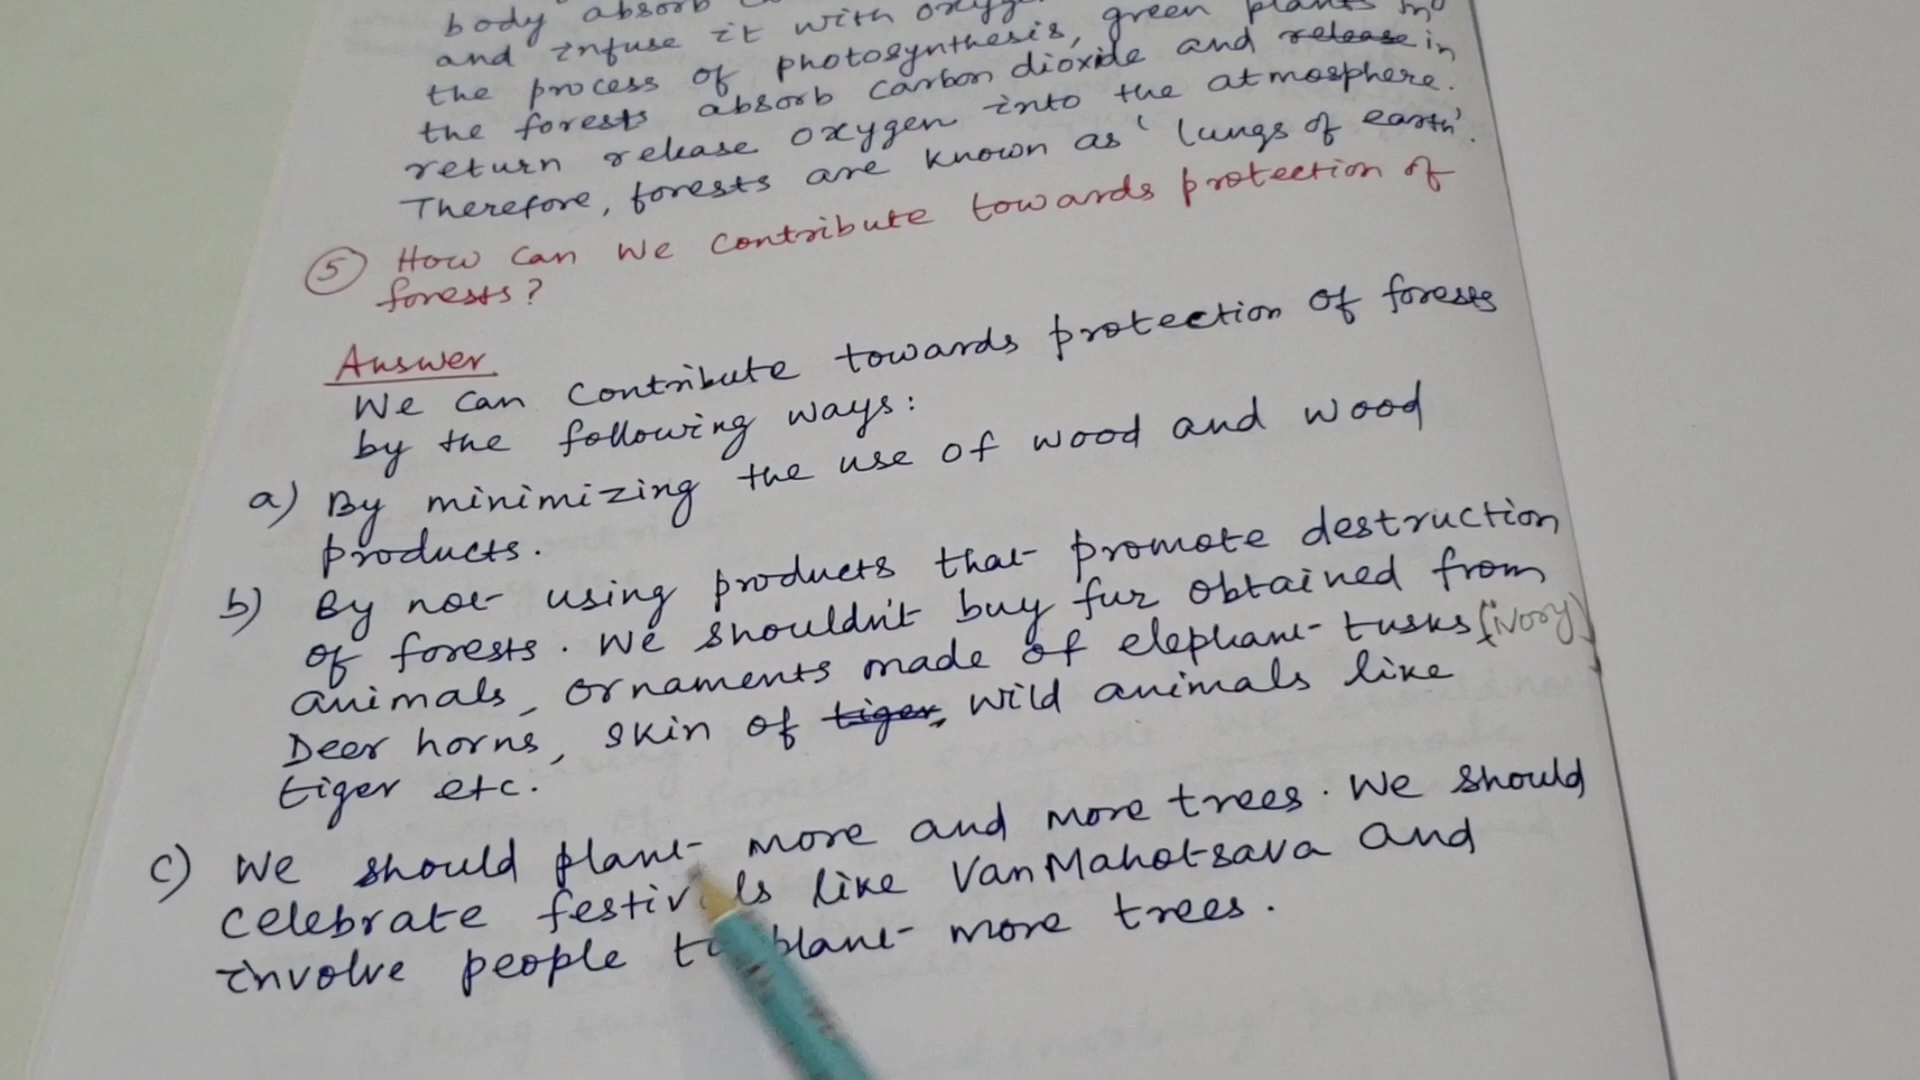 body absorb
and infuse it with
the process of photosynthesis, green plants in
the forests absorb carbon dioxide and release in
return release oxygen into the atmosphere.
Therefore, forests are known as 'lungs of earth'.
5 How can we contribute towards protection of
forests?
Answer
We can contribute towards protection of forests
by the following ways:
a) By minimizing the use of wood and wood
products.
b) By not using products that promote destruction
of forests. We shouldn't buy fur obtained from
animals, ornaments made of elephant tusks (ivory)
Deer horns, skin of tiger, wild animals like
tiger etc.
c) We should plant more and more trees. We should
celebrate festivals like VanMahotsava and
involve people to plant more trees.